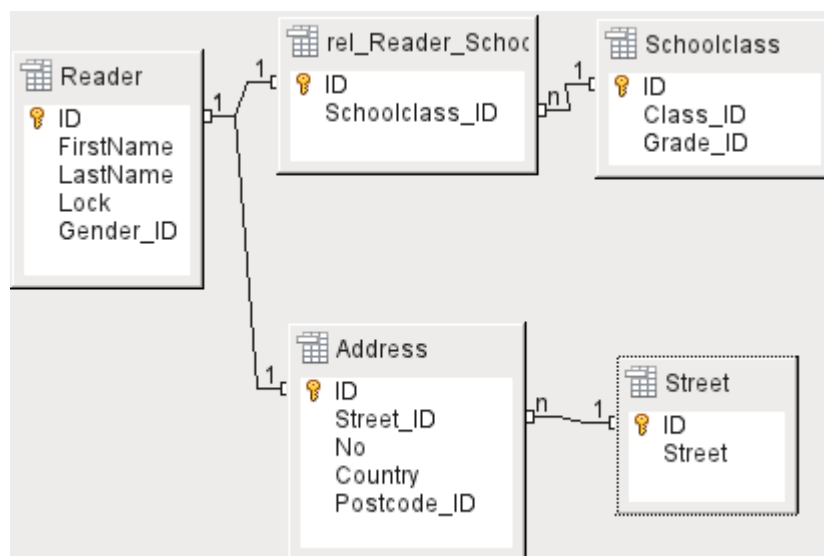 Reader
ID
FirstName
LastName
Lock
Gender_ID
1
1
rel_Reader_Schoo
ID
Schoolclass_ID
n
1
Schoolclass
ID
Class_ID
Grade_ID
1
Address
ID
Street_ID
No
Country
Postcode_ID
n
1
Street
ID
Street